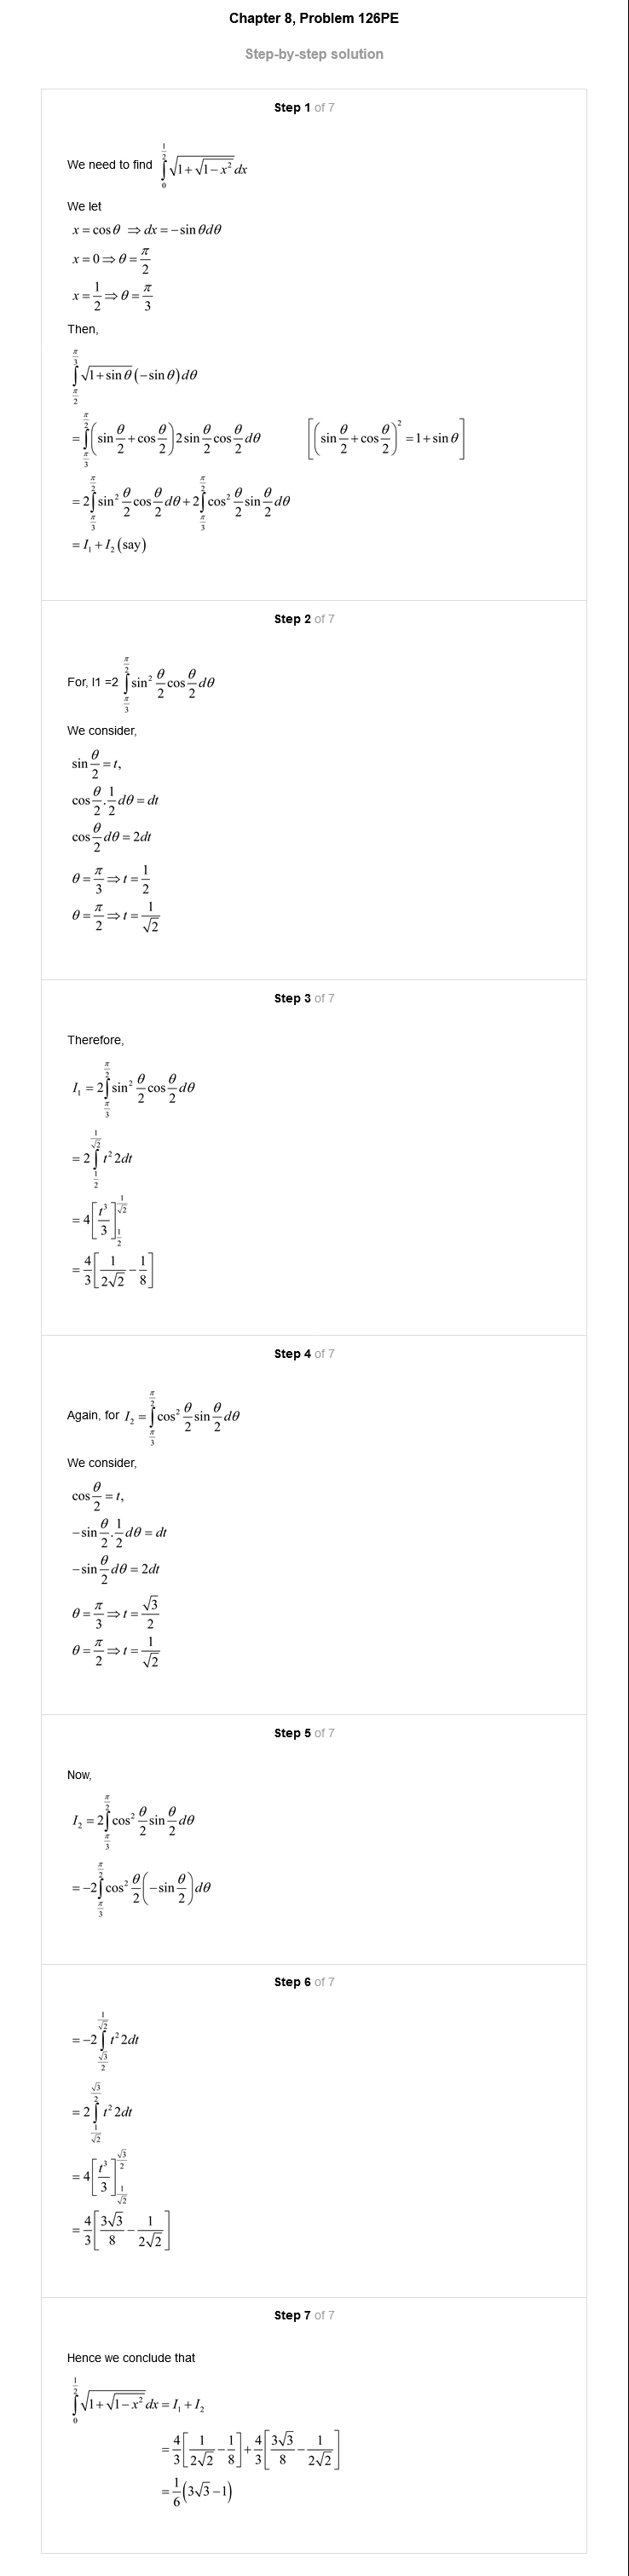 Chapter 8, Problem 126PE
Step-by-step solution
Step 1 of 7
We need to find $\int_{0}^{\frac{1}{2}} \sqrt{1+\sqrt{1-x^2}}\,dx$
We let
$x = \cos\theta \Rightarrow dx = -\sin\theta d\theta$
$x = 0 \Rightarrow \theta = \frac{\pi}{2}$
$x = \frac{1}{2} \Rightarrow \theta = \frac{\pi}{3}$
Then,
$\int_{\frac{\pi}{2}}^{\frac{\pi}{3}} \sqrt{1+\sin\theta}(-\sin\theta)d\theta$
$= \int_{\frac{\pi}{3}}^{\frac{\pi}{2}} \left(\sin\frac{\theta}{2}+\cos\frac{\theta}{2}\right)2\sin\frac{\theta}{2}\cos\frac{\theta}{2}d\theta \quad \left[\left(\sin\frac{\theta}{2}+\cos\frac{\theta}{2}\right)^2 = 1+\sin\theta\right]$
$= 2\int_{\frac{\pi}{3}}^{\frac{\pi}{2}} \sin^2\frac{\theta}{2}\cos\frac{\theta}{2}d\theta + 2\int_{\frac{\pi}{3}}^{\frac{\pi}{2}} \cos^2\frac{\theta}{2}\sin\frac{\theta}{2}d\theta$
$= I_1 + I_2 \text{(say)}$
Step 2 of 7
For, I1 =2 $\int_{\frac{\pi}{3}}^{\frac{\pi}{2}} \sin^2\frac{\theta}{2}\cos\frac{\theta}{2}d\theta$
We consider,
$\sin\frac{\theta}{2} = t,$
$\cos\frac{\theta}{2}.\frac{1}{2}d\theta = dt$
$\cos\frac{\theta}{2}d\theta = 2dt$
$\theta = \frac{\pi}{3} \Rightarrow t = \frac{1}{2}$
$\theta = \frac{\pi}{2} \Rightarrow t = \frac{1}{\sqrt{2}}$
Step 3 of 7
Therefore,
$I_1 = 2\int_{\frac{\pi}{3}}^{\frac{\pi}{2}} \sin^2\frac{\theta}{2}\cos\frac{\theta}{2}d\theta$
$= 2\int_{\frac{1}{2}}^{\frac{1}{\sqrt{2}}} t^2 2dt$
$= 4\left[\frac{t^3}{3}\right]_{\frac{1}{2}}^{\frac{1}{\sqrt{2}}}$
$= \frac{4}{3}\left[\frac{1}{2\sqrt{2}}-\frac{1}{8}\right]$
Step 4 of 7
Again, for $I_2 = \int_{\frac{\pi}{3}}^{\frac{\pi}{2}} \cos^2\frac{\theta}{2}\sin\frac{\theta}{2}d\theta$
We consider,
$\cos\frac{\theta}{2} = t,$
$-\sin\frac{\theta}{2}.\frac{1}{2}d\theta = dt$
$-\sin\frac{\theta}{2}d\theta = 2dt$
$\theta = \frac{\pi}{3} \Rightarrow t = \frac{\sqrt{3}}{2}$
$\theta = \frac{\pi}{2} \Rightarrow t = \frac{1}{\sqrt{2}}$
Step 5 of 7
Now,
$I_2 = 2\int_{\frac{\pi}{3}}^{\frac{\pi}{2}} \cos^2\frac{\theta}{2}\sin\frac{\theta}{2}d\theta$
$= -2\int_{\frac{\pi}{3}}^{\frac{\pi}{2}} \cos^2\frac{\theta}{2}\left(-\sin\frac{\theta}{2}\right)d\theta$
Step 6 of 7
$= -2\int_{\frac{\sqrt{3}}{2}}^{\frac{1}{\sqrt{2}}} t^2 2dt$
$= 2\int_{\frac{1}{\sqrt{2}}}^{\frac{\sqrt{3}}{2}} t^2 2dt$
$= 4\left[\frac{t^3}{3}\right]_{\frac{1}{\sqrt{2}}}^{\frac{\sqrt{3}}{2}}$
$= \frac{4}{3}\left[\frac{3\sqrt{3}}{8}-\frac{1}{2\sqrt{2}}\right]$
Step 7 of 7
Hence we conclude that
$\int_{0}^{\frac{1}{2}} \sqrt{1+\sqrt{1-x^2}}\,dx = I_1 + I_2$
$= \frac{4}{3}\left[\frac{1}{2\sqrt{2}}-\frac{1}{8}\right]+\frac{4}{3}\left[\frac{3\sqrt{3}}{8}-\frac{1}{2\sqrt{2}}\right]$
$= \frac{1}{6}\left(3\sqrt{3}-1\right)$